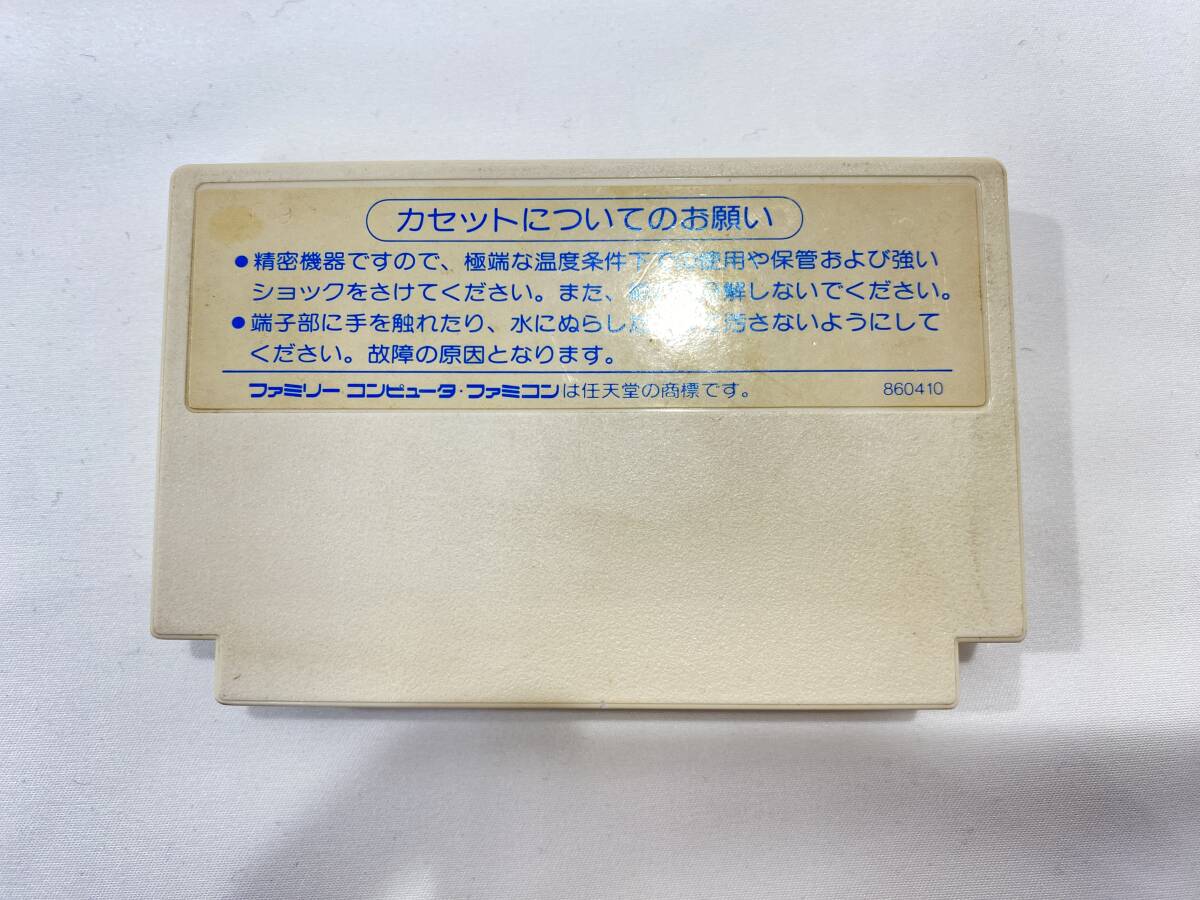 カセットについてのお願い
●精密機器ですので、極端な温度条件下での使用や保管および強い
ショックをさけてください。また、 解しないでください。
●端子部に手を触れたり、水にぬらした 汚さないようにして
ください。故障の原因となります。
ファミリーコンピュータ・ファミコンは任天堂の商標です。 860410